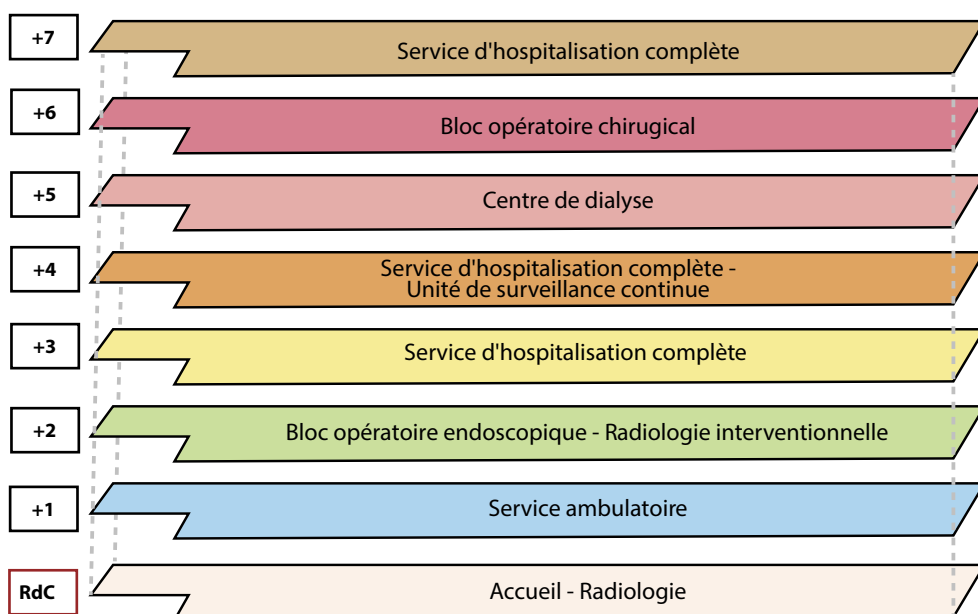 +7
Service d'hospitalisation complète
+6
Bloc opératoire chirugical
+5
Centre de dialyse
+4
Service d'hospitalisation complète -
Unité de surveillance continue
+3
Service d'hospitalisation complète
+2
Bloc opératoire endoscopique - Radiologie interventionnelle
+1
Service ambulatoire
RdC
Accueil - Radiologie